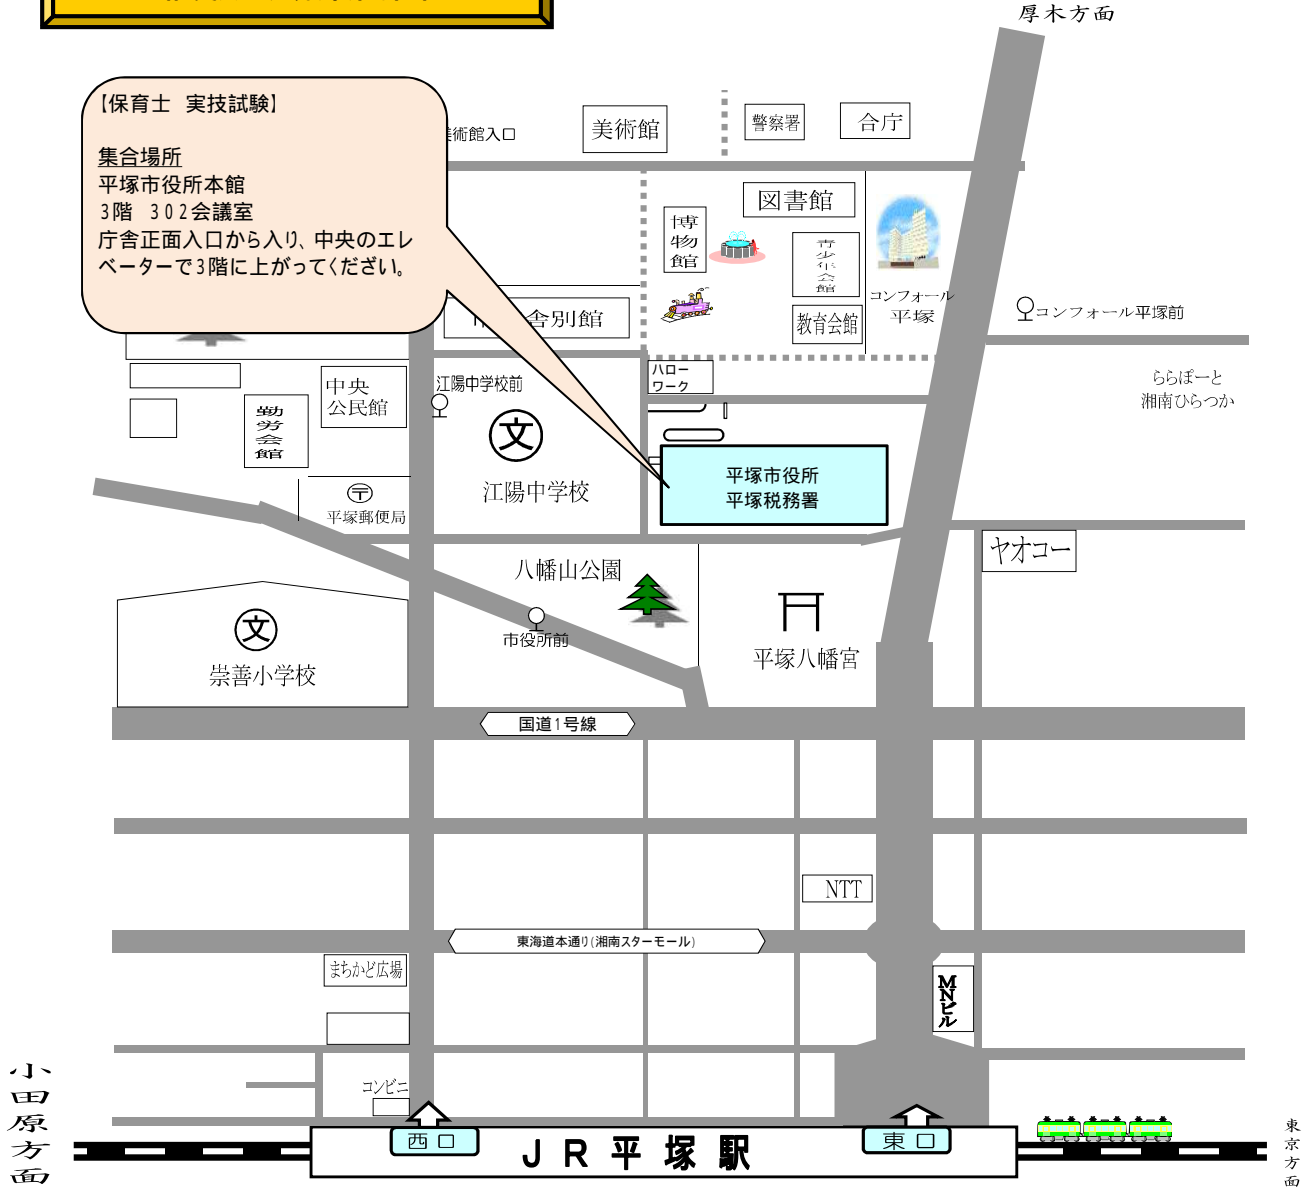 厚木方面
【保育士 実技試験】
集合場所
平塚市役所本館
3階 302会議室
庁舎正面入口から入り、中央のエレ
ベーターで3階に上がってください。
術館入口
美術館
警察署
合庁
図書館
博物館
青少年会館
教育会館
コンフォール
平塚
コンフォール平塚前
舎別館
ハロー
ワーク
ららぽーと
湘南ひらつか
中央
公民館
勤労会館
江陽中学校前
文
江陽中学校
平塚市役所
平塚税務署
〒
平塚郵便局
ヤオコー
八幡山公園
市役所前
平塚八幡宮
文
崇善小学校
国道1号線
NTT
東海道本通り(湘南スターモール)
まちかど広場
MNビル
コンビニ
小田原方面
西口
JR平塚駅
東口
東京方面